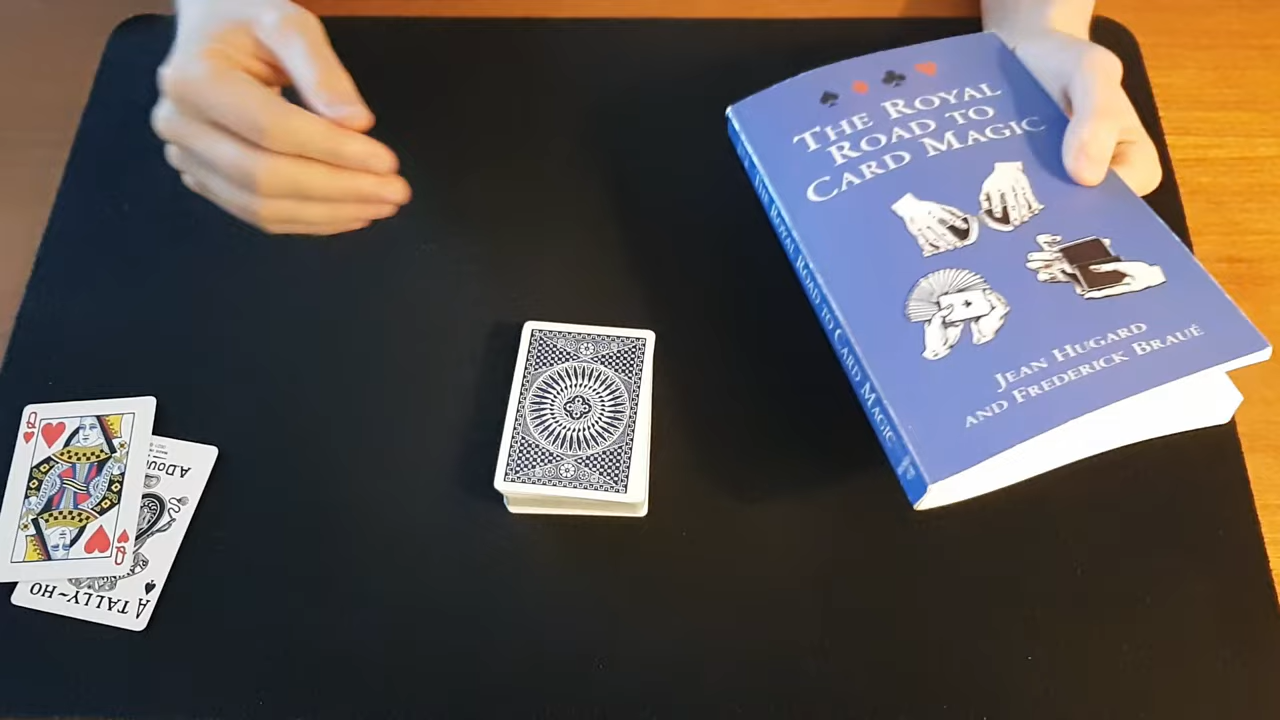 THE ROYAL
ROAD TO
CARD MAGIC
JEAN HUGARD
AND FREDERICK BRAUÉ
THE ROYAL ROAD TO CARD MAGIC
Q
Q
A
TALLY-HO
A DOU